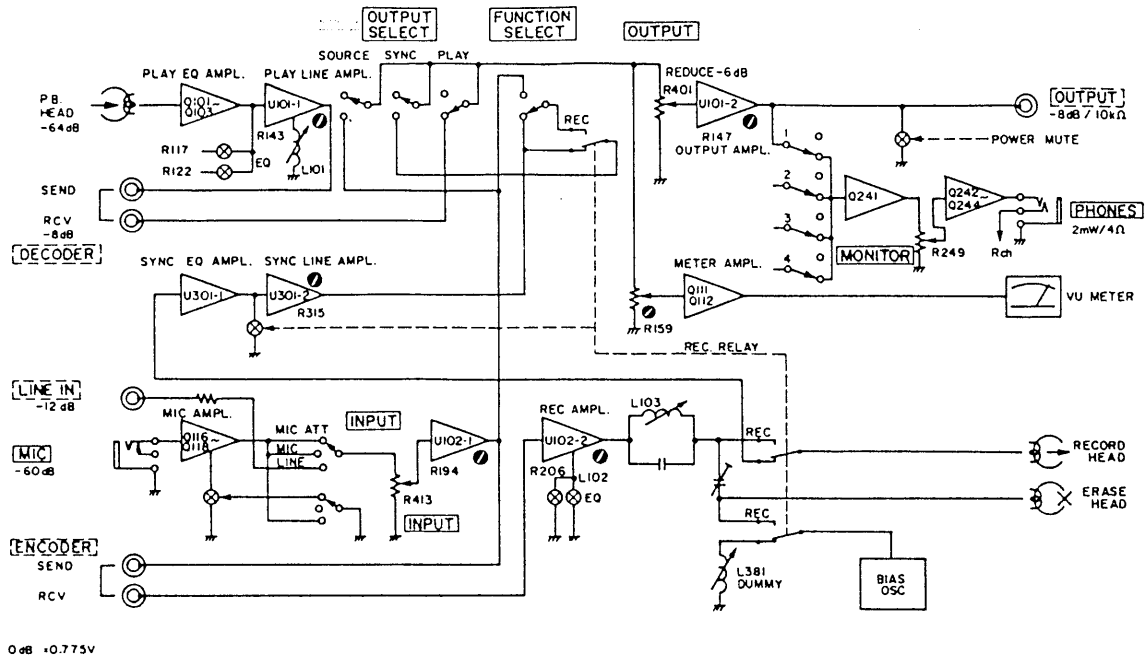 OUTPUT SELECT
FUNCTION SELECT
OUTPUT
SOURCE SYNC PLAY
PLAY EQ AMPL.
PLAY LINE AMPL.
REDUCE-6dB
R401
P.B. HEAD
-64dB
Q101~
Q103
U101-1
U101-2
OUTPUT
-8dB / 10kΩ
R143
REC
R147
OUTPUT AMPL.
POWER MUTE
R117
R122
EQ
L101
1
2
3
4
SEND
RCV
-8dB
DECODER
Q241
Q242~
Q244
PHONES
2mW/4Ω
MONITOR
R249
Rch
SYNC EQ AMPL.
SYNC LINE AMPL.
U301-1
U301-2
R315
METER AMPL.
Q111
Q112
R159
VU METER
REC. RELAY
LINE IN
-12dB
MIC AMPL.
Q116~
Q118
MIC
-60dB
MIC ATT
MIC
LINE
INPUT
R413
INPUT
U102-1
R194
REC AMPL.
U102-2
R206
L102
EQ
L103
REC
REC
RECORD HEAD
ERASE HEAD
L381
DUMMY
BIAS OSC
ENCODER
SEND
RCV
0dB =0.775V